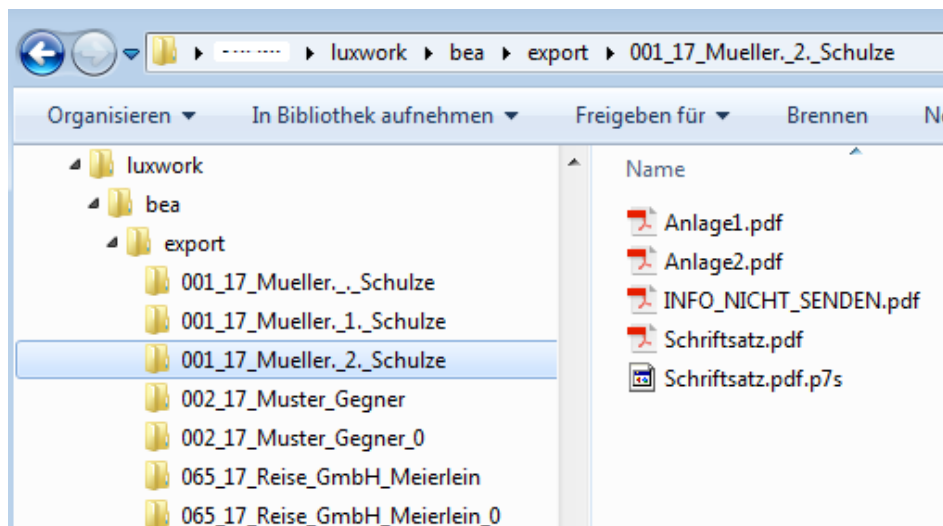 luxwork bea export 001_17_Mueller._2._Schulze
Organisieren In Bibliothek aufnehmen Freigeben für Brennen
luxwork
bea
export
001_17_Mueller._._Schulze
001_17_Mueller._1._Schulze
001_17_Mueller._2._Schulze
002_17_Muster_Gegner
002_17_Muster_Gegner_0
065_17_Reise_GmbH_Meierlein
065_17_Reise_GmbH_Meierlein_0
Name
Anlage1.pdf
Anlage2.pdf
INFO_NICHT_SENDEN.pdf
Schriftsatz.pdf
Schriftsatz.pdf.p7s